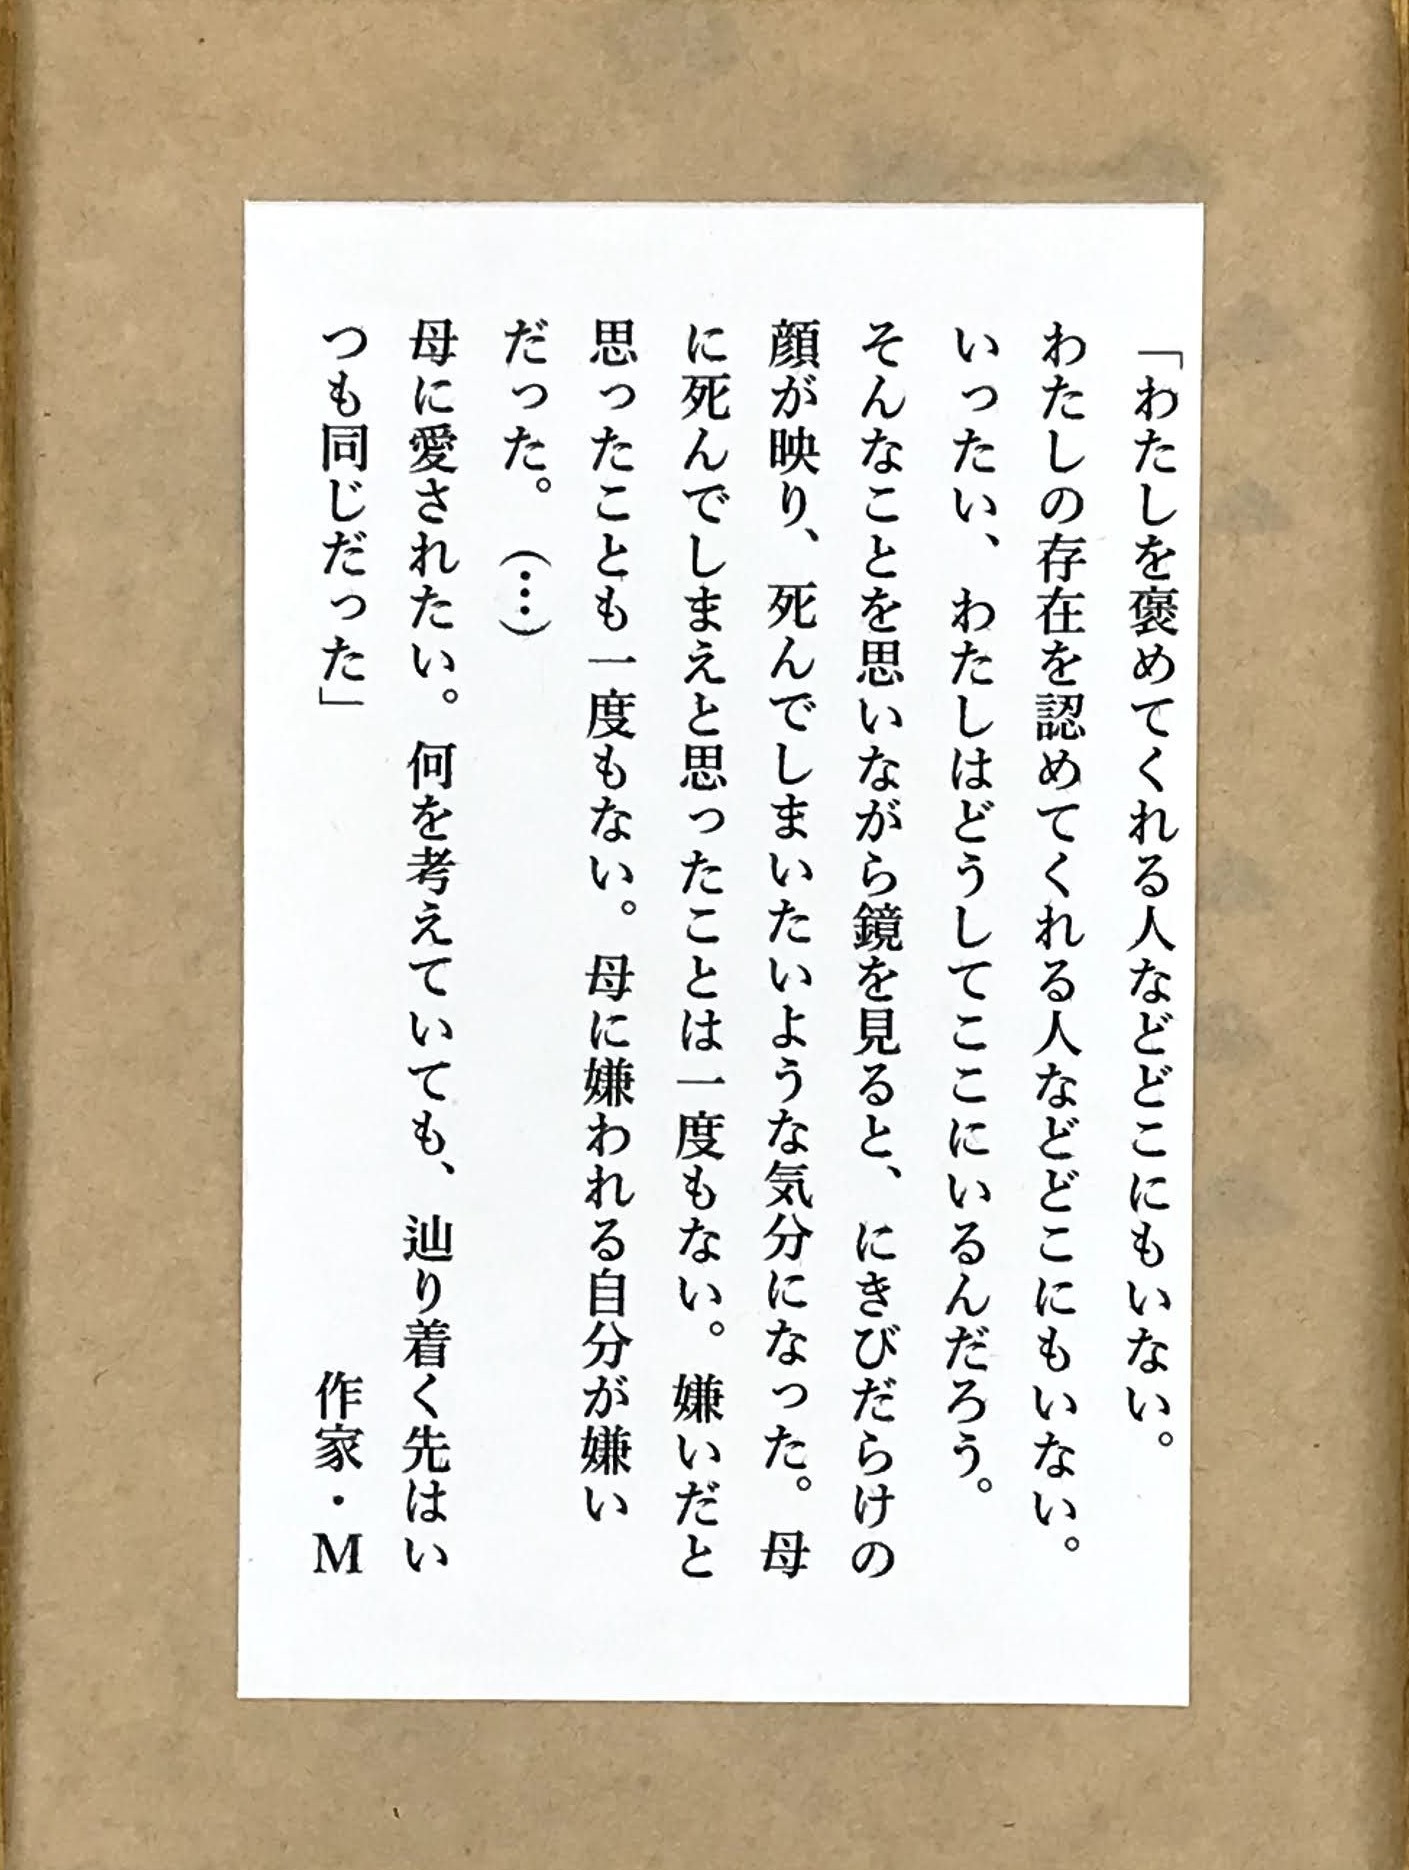 「わたしを褒めてくれる人などどこにもいない。
わたしの存在を認めてくれる人などどこにもいない。
いったい、わたしはどうしてここにいるんだろう。
そんなことを思いながら鏡を見ると、にきびだらけの
顔が映り、死んでしまいたいような気分になった。母
に死んでしまえと思ったことは一度もない。嫌いだと
思ったことも一度もない。母に嫌われる自分が嫌い
だった。(…)
母に愛されたい。何を考えていても、辿り着く先はい
つも同じだった」
作家・M